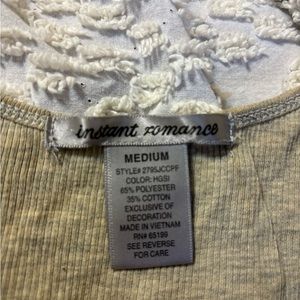 instant romance
MEDIUM
STYLE# 2795JCCPF
COLOR: HGSI
65% POLYESTER
35% COTTON
EXCLUSIVE OF
DECORATION
MADE IN VIETNAM
RN# 65199
SEE REVERSE
FOR CARE